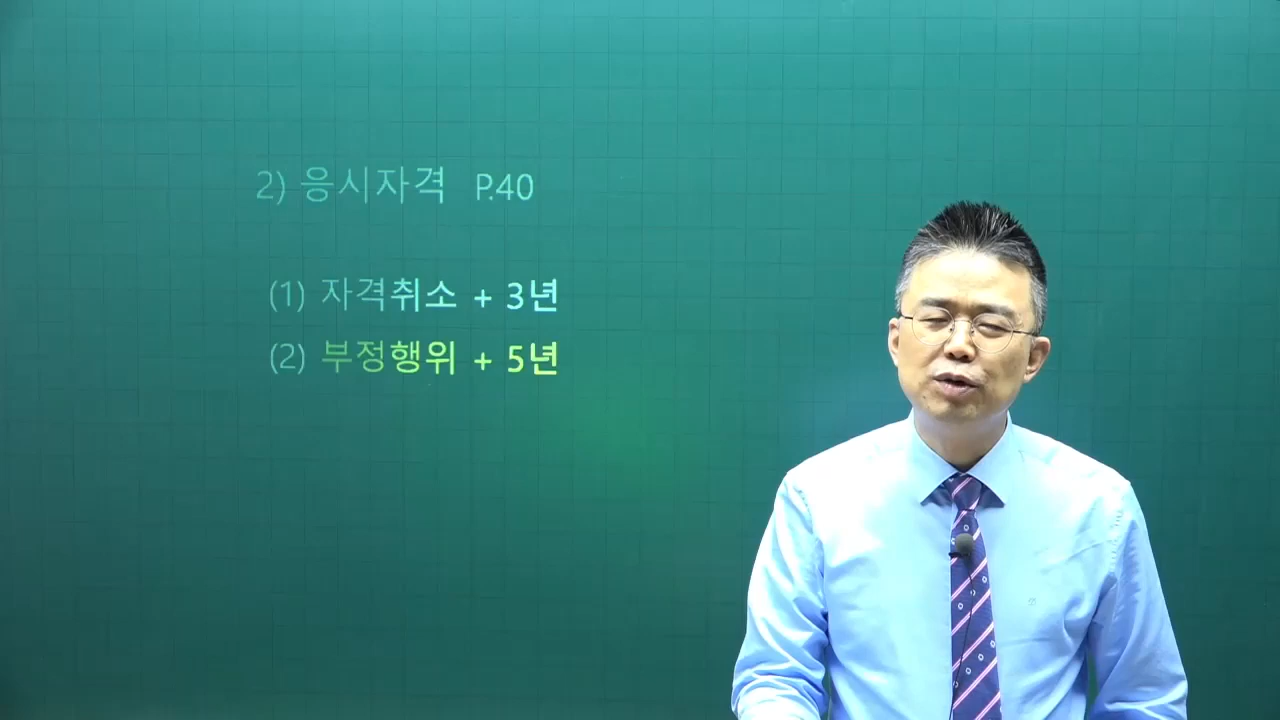 2) 응시자격 P.40
(1) 자격취소 + 3년
(2) 부정행위 + 5년